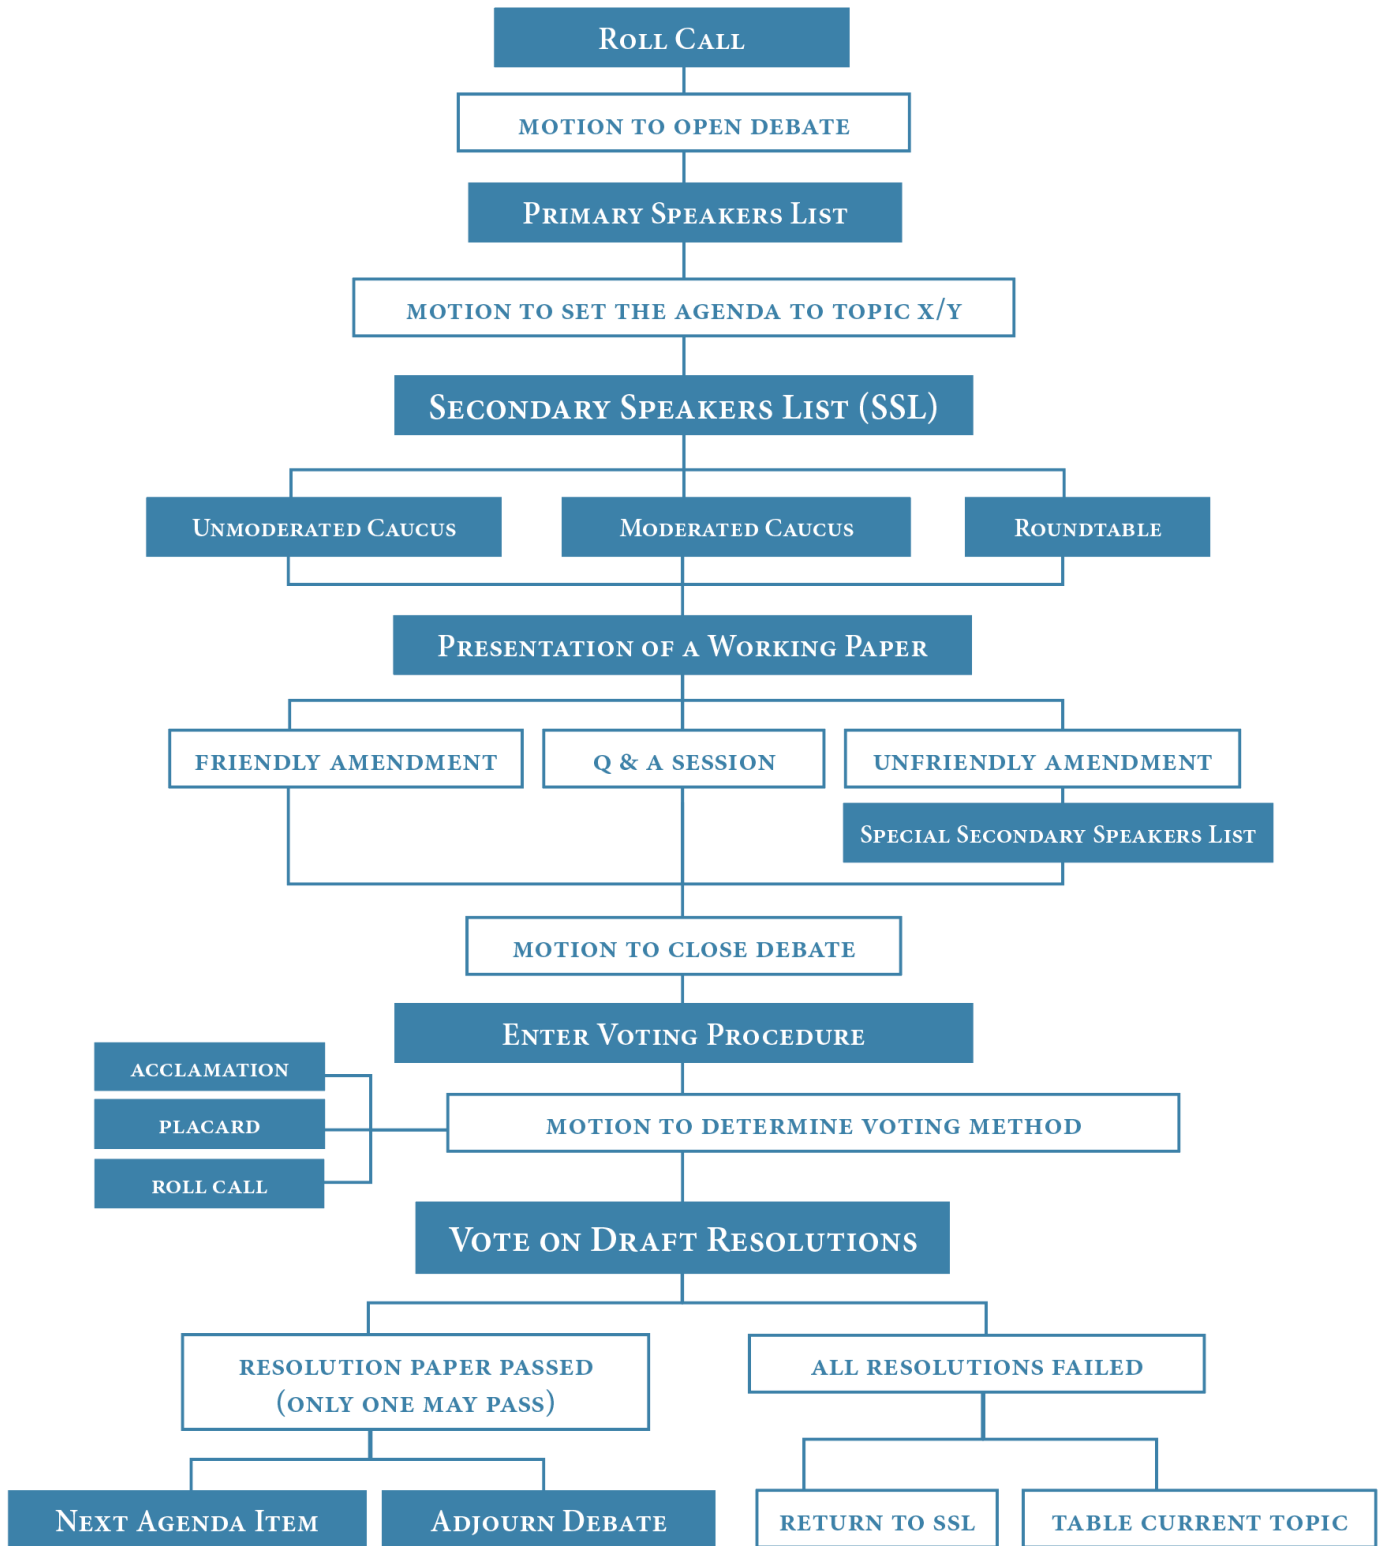 Roll Call
MOTION TO OPEN DEBATE
Primary Speakers List
MOTION TO SET THE AGENDA TO TOPIC X/Y
Secondary Speakers List (SSL)
Unmoderated Caucus
Moderated Caucus
Roundtable
Presentation of a Working Paper
FRIENDLY AMENDMENT
Q & A SESSION
UNFRIENDLY AMENDMENT
Special Secondary Speakers List
MOTION TO CLOSE DEBATE
Enter Voting Procedure
ACCLAMATION
PLACARD
ROLL CALL
MOTION TO DETERMINE VOTING METHOD
Vote on Draft Resolutions
RESOLUTION PAPER PASSED
(ONLY ONE MAY PASS)
ALL RESOLUTIONS FAILED
Next Agenda Item
Adjourn Debate
RETURN TO SSL
TABLE CURRENT TOPIC